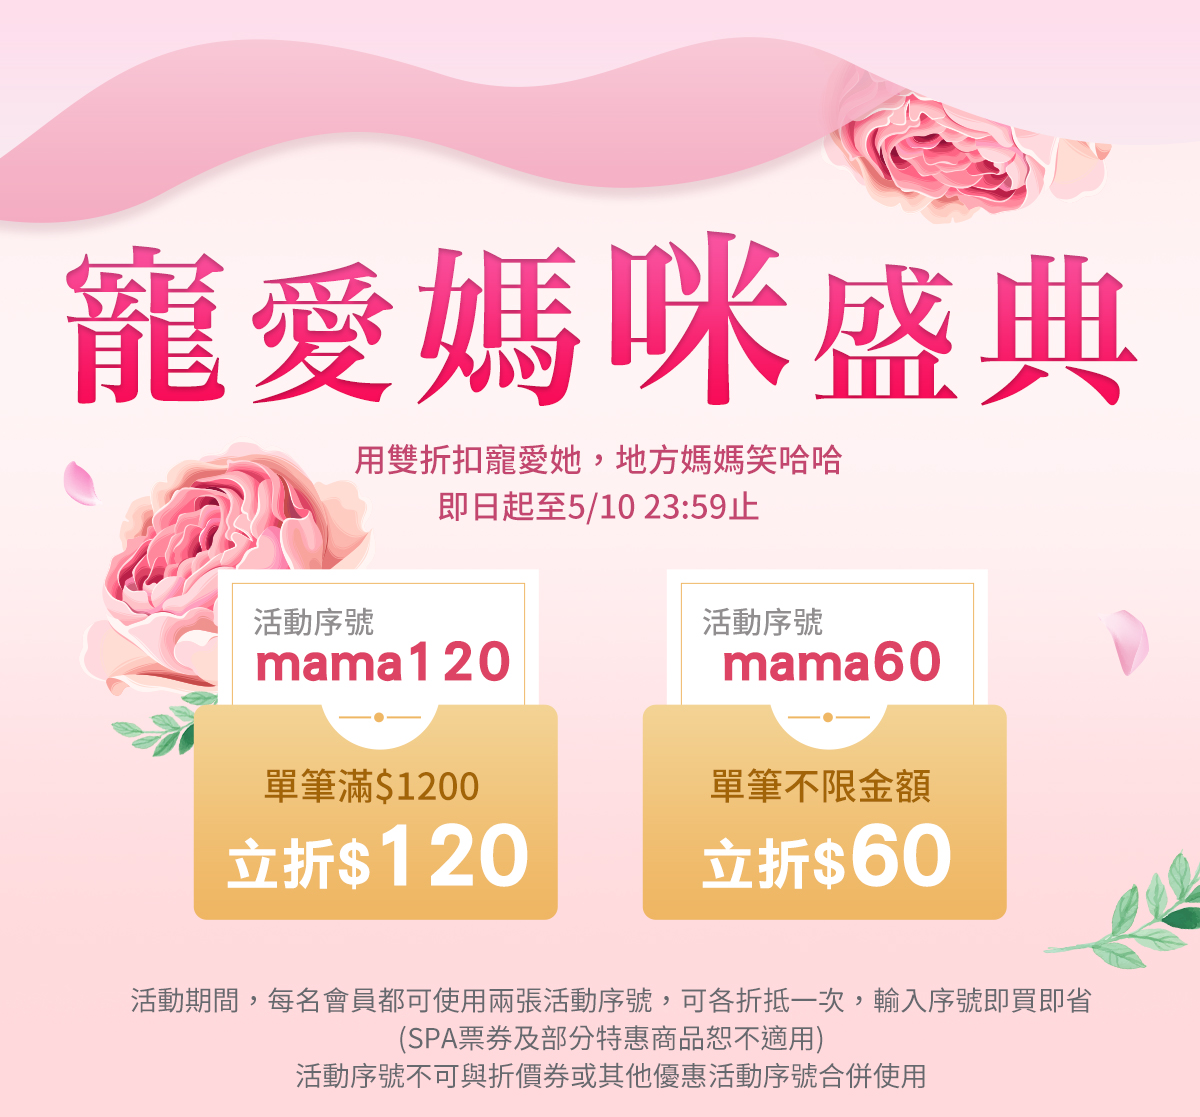 寵愛媽咪盛典
用雙折扣寵愛她，地方媽媽笑哈哈
即日起至5/10 23:59止
活動序號
mama120
單筆滿$1200
立折$120
活動序號
mama60
單筆不限金額
立折$60
活動期間，每名會員都可使用兩張活動序號，可各折抵一次，輸入序號即買即省
(SPA票券及部分特惠商品恕不適用)
活動序號不可與折價券或其他優惠活動序號合併使用